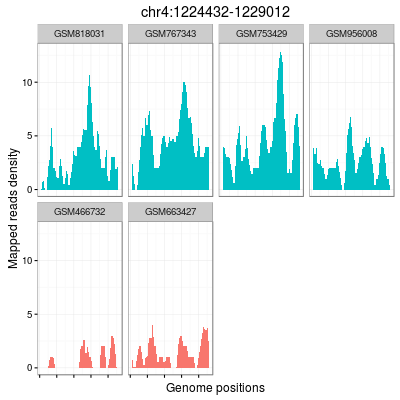 chr4:1224432-1229012
GSM818031 GSM767343 GSM753429 GSM956008
10
5
0
GSM466732 GSM663427
10
5
0
Mapped reads density
Genome positions